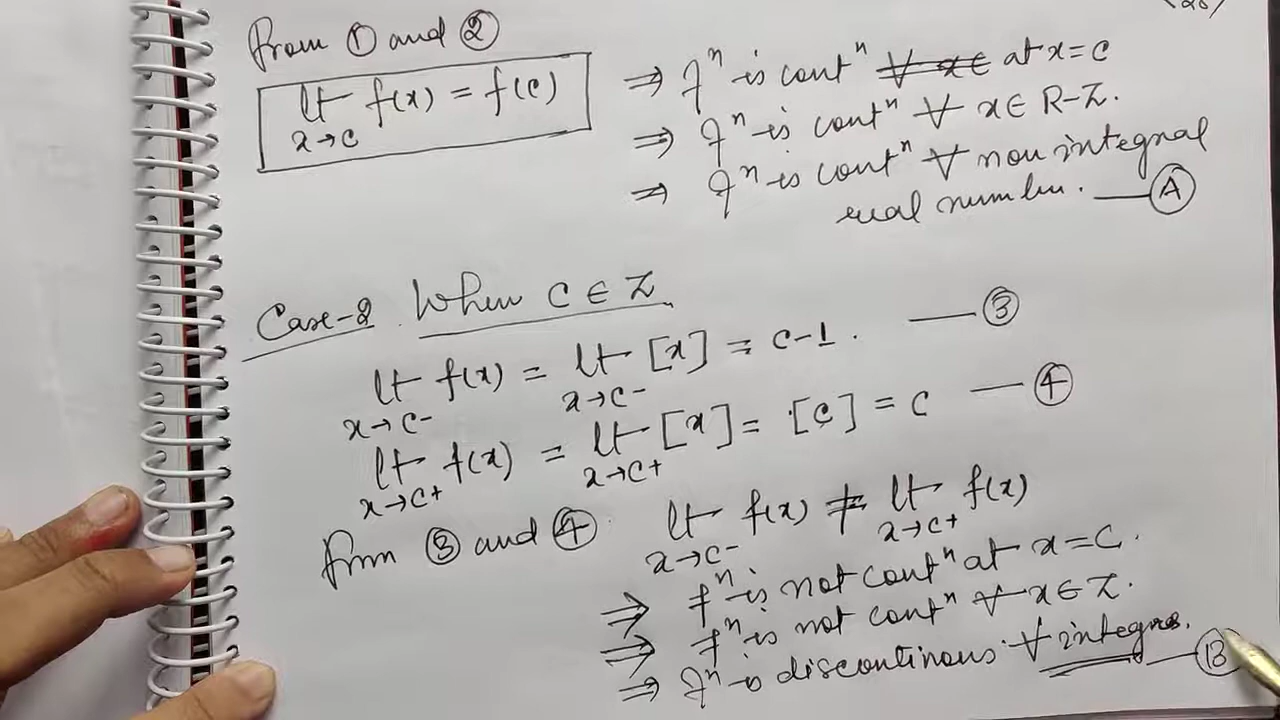 From ① and ②
lt f(x) = f(c)
x→c
⇒ fⁿ is contⁿ ∀ x∈ at x=c
⇒ fⁿ is contⁿ ∀ x∈ R-Z.
⇒ fⁿ is contⁿ ∀ non integral
real number. —Ⓐ
Case-2. When c ∈ Z
lt f(x) = lt [x] = c-1. —③
x→c- x→c-
lt f(x) = lt [x] = [c] = c —④
x→c+ x→c+
from ③ and ④. lt f(x) ≠ lt f(x)
x→c- x→c+
⇒ fⁿ is not contⁿ at x=c.
⇒ fⁿ is not contⁿ ∀ x∈Z.
⇒ fⁿ is discontinous ∀ integers. —Ⓑ